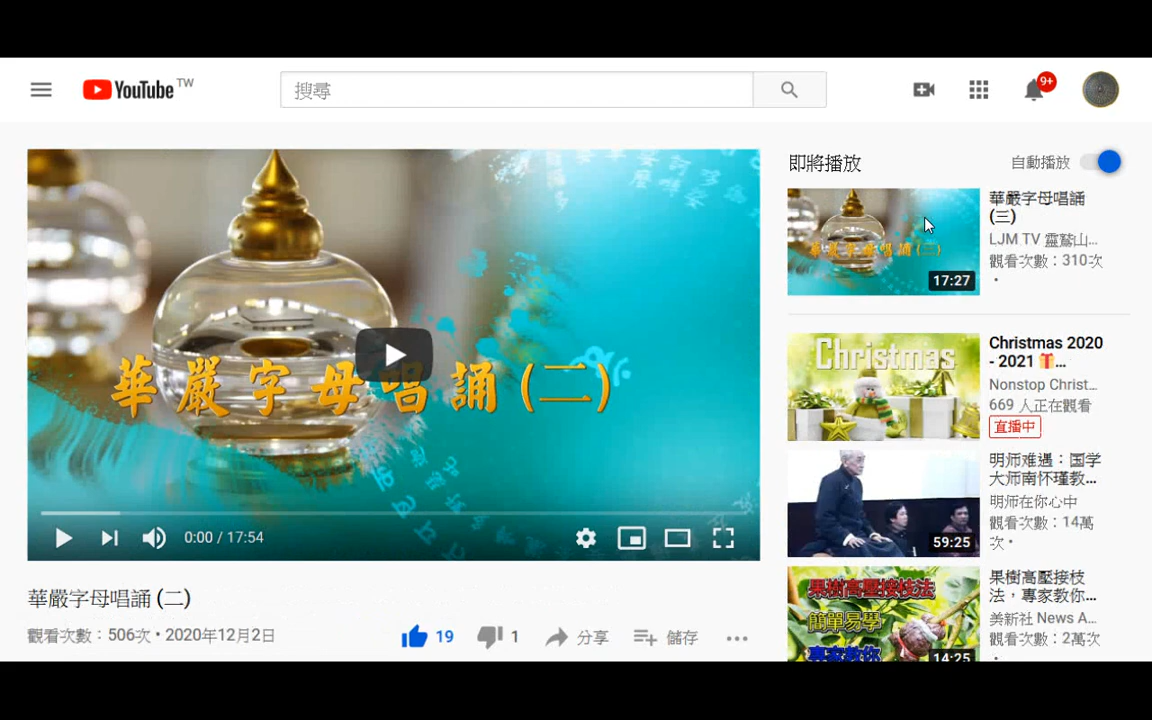 YouTube TW
搜尋
9+
華嚴字母唱誦 (二)
0:00 / 17:54
華嚴字母唱誦 (二)
觀看次數：506次 • 2020年12月2日
19
1
分享
儲存
即將播放
自動播放
17:27
華嚴字母唱誦
(三)
LJM TV 靈鷲山...
觀看次數：310次
Christmas
Christmas 2020
- 2021 🎁...
Nonstop Christ...
669 人正在觀看
直播中
59:25
明师难遇：国学
大师南怀瑾教...
明师在你心中
觀看次數：14萬
次 •
果樹高壓接枝法
簡單易學
專家教你
14:25
果樹高壓接枝
法，專家教你...
美新社 News A...
觀看次數：2萬次